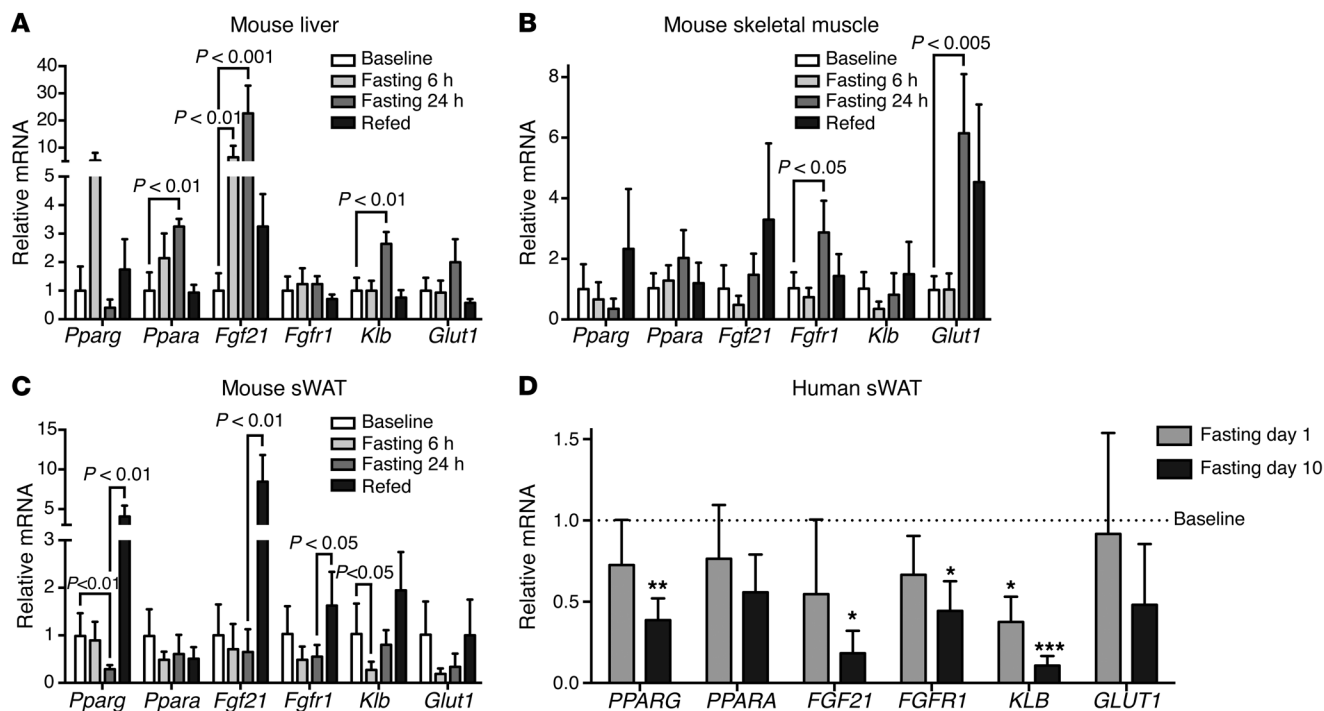 A
Mouse liver
Relative mRNA
40
30
20
10
5
4
3
2
1
0
P < 0.01
P < 0.01
P < 0.001
P < 0.01
Baseline
Fasting 6 h
Fasting 24 h
Refed
Pparg Ppara Fgf21 Fgfr1 Klb Glut1
B
Mouse skeletal muscle
Relative mRNA
8
6
4
2
0
Baseline
Fasting 6 h
Fasting 24 h
Refed
P < 0.05
P < 0.005
Pparg Ppara Fgf21 Fgfr1 Klb Glut1
C
Mouse sWAT
Relative mRNA
15
10
5
3
2
1
0
P<0.01
P < 0.01
P < 0.01
P < 0.05
P<0.05
Baseline
Fasting 6 h
Fasting 24 h
Refed
Pparg Ppara Fgf21 Fgfr1 Klb Glut1
D
Human sWAT
Relative mRNA
1.5
1.0
0.5
0.0
Fasting day 1
Fasting day 10
Baseline
** * * * ***
PPARG PPARA FGF21 FGFR1 KLB GLUT1